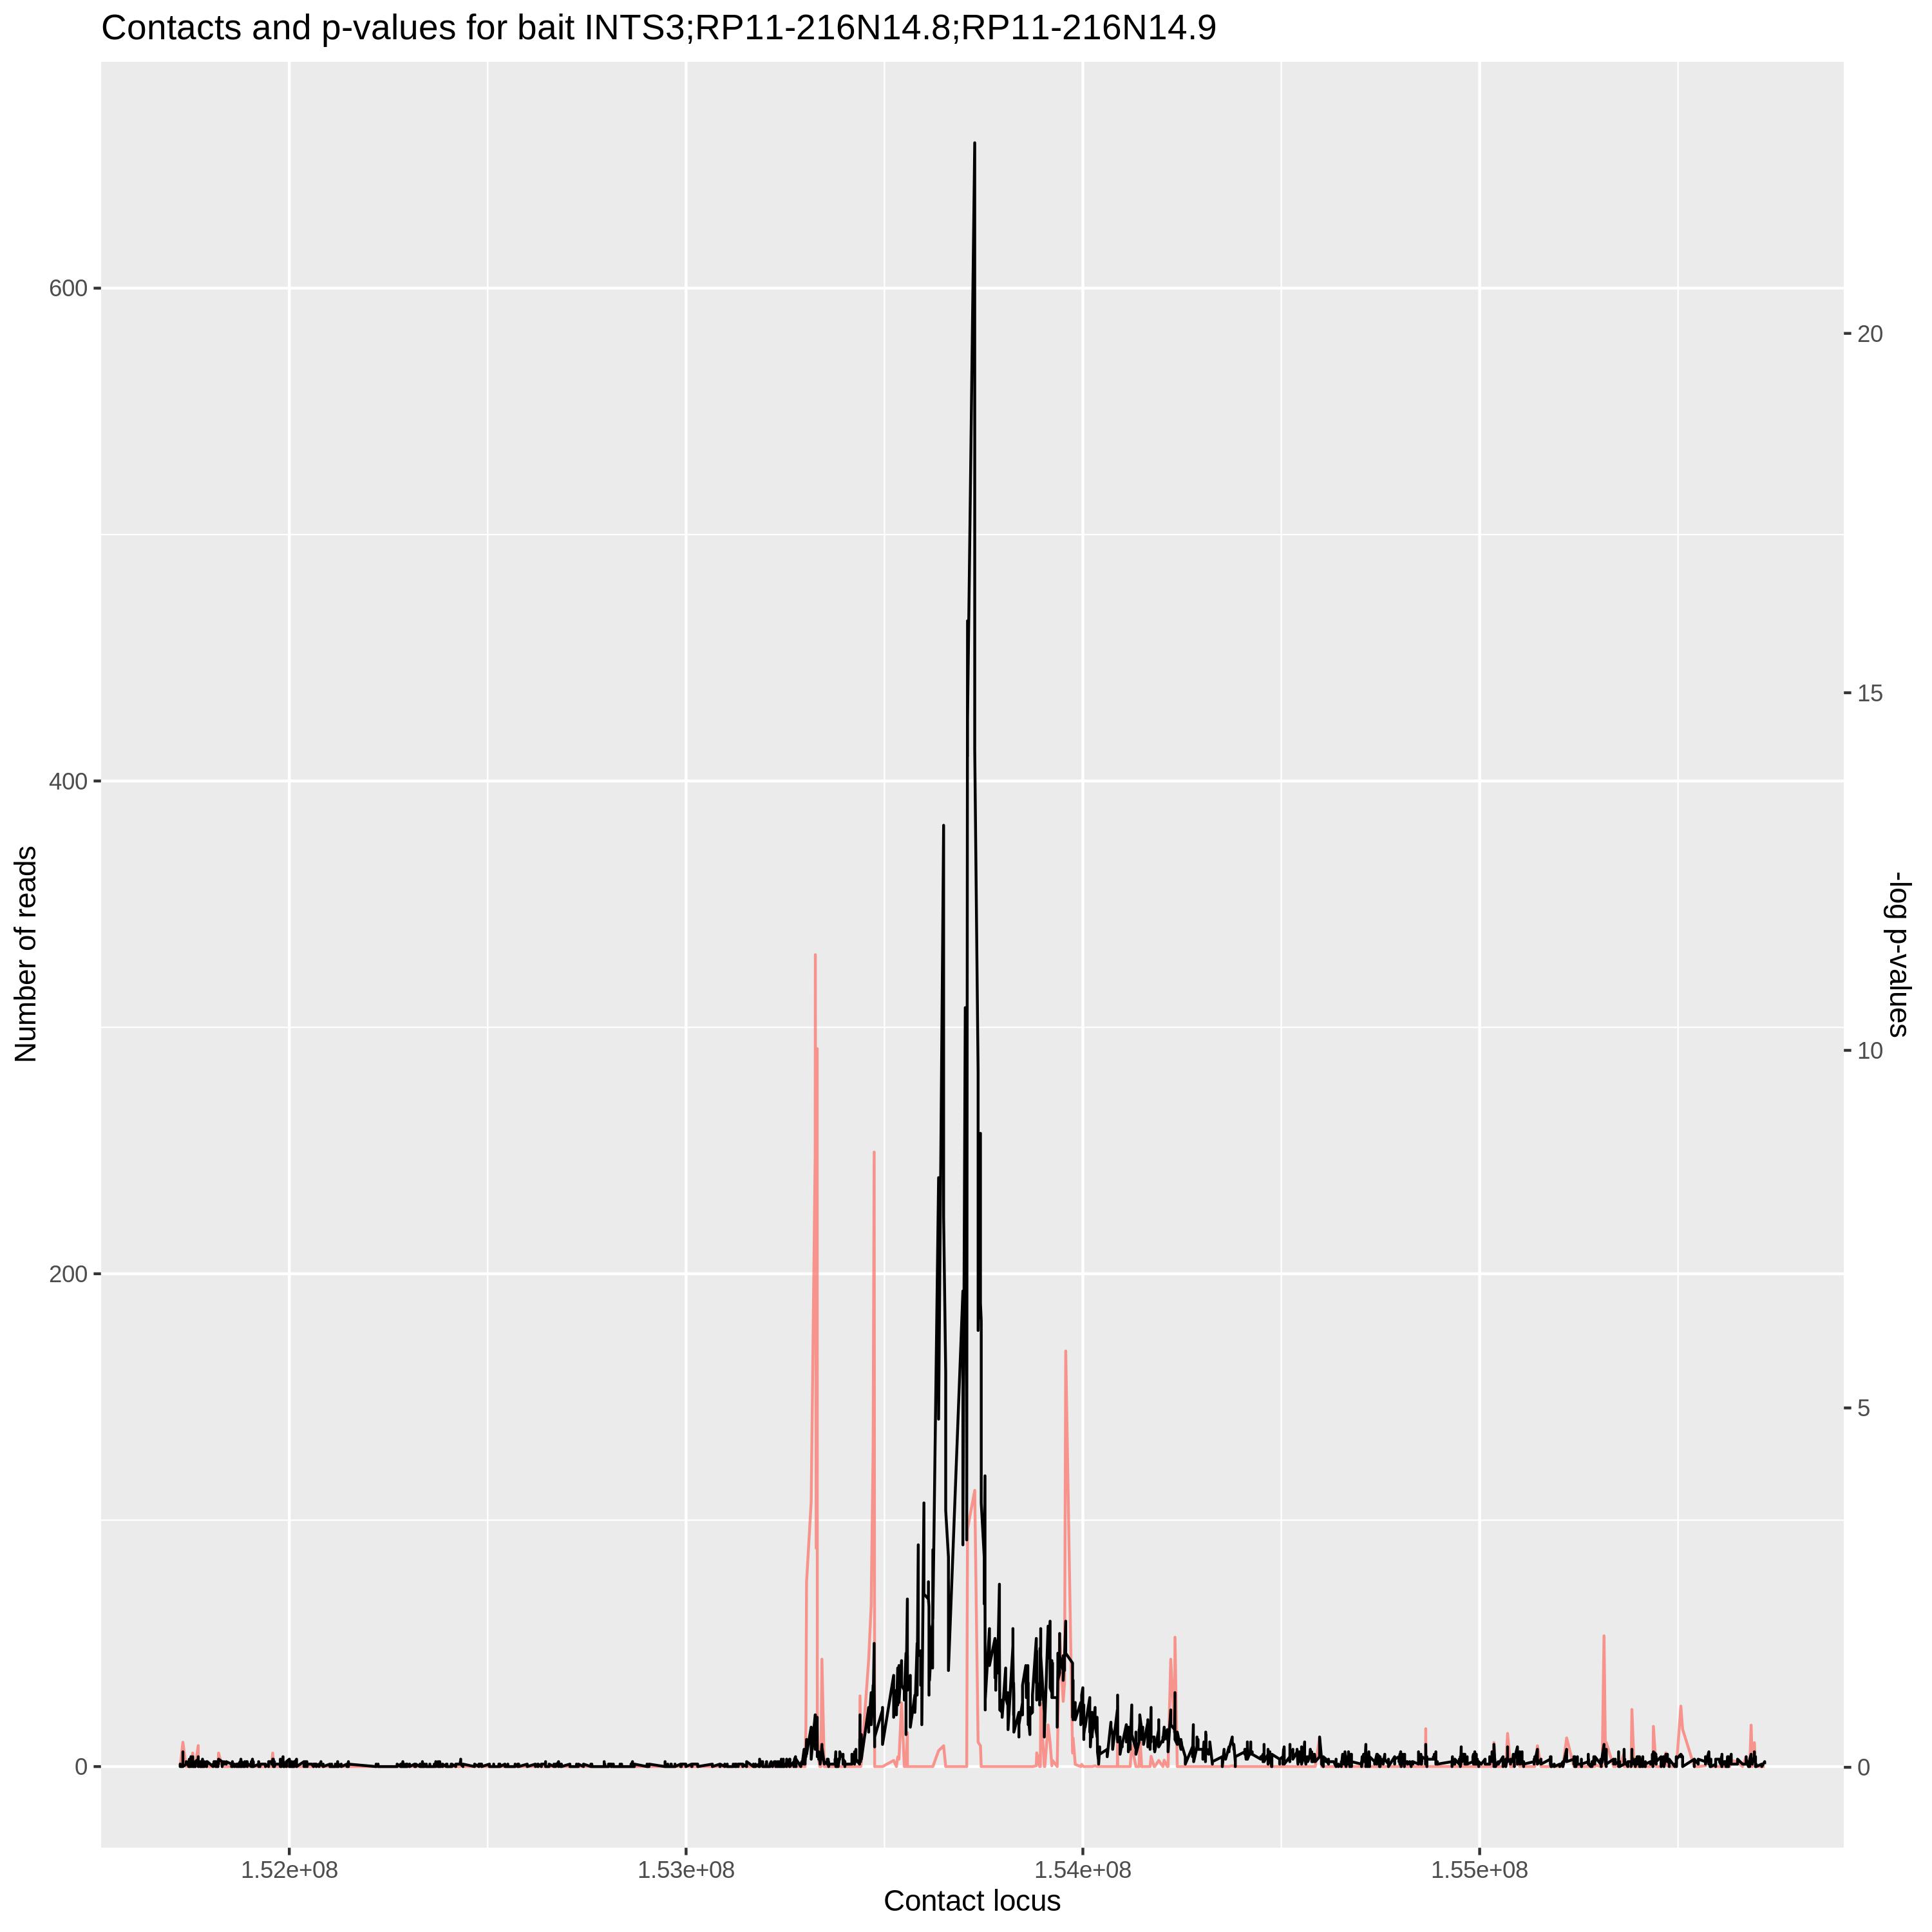 Contacts and p-values for bait INTS3;RP11-216N14.8;RP11-216N14.9
600
400
200
0
Number of reads
20
15
10
5
0
-log p-values
1.52e+08
1.53e+08
1.54e+08
1.55e+08
Contact locus